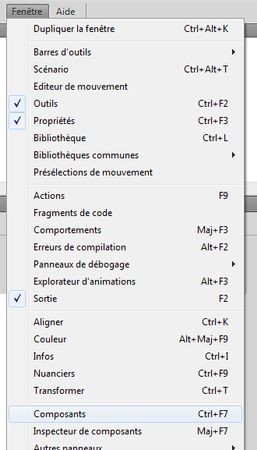 Fenêtre Aide
Dupliquer la fenêtre Ctrl+Alt+K
Barres d'outils
Scénario Ctrl+Alt+T
Editeur de mouvement
Outils Ctrl+F2
Propriétés Ctrl+F3
Bibliothèque Ctrl+L
Bibliothèques communes
Présélections de mouvement
Actions F9
Fragments de code
Comportements Maj+F3
Erreurs de compilation Alt+F2
Panneaux de débogage
Explorateur d'animations Alt+F3
Sortie F2
Aligner Ctrl+K
Couleur Alt+Maj+F9
Infos Ctrl+I
Nuanciers Ctrl+F9
Transformer Ctrl+T
Composants Ctrl+F7
Inspecteur de composants Maj+F7
Autres panneaux